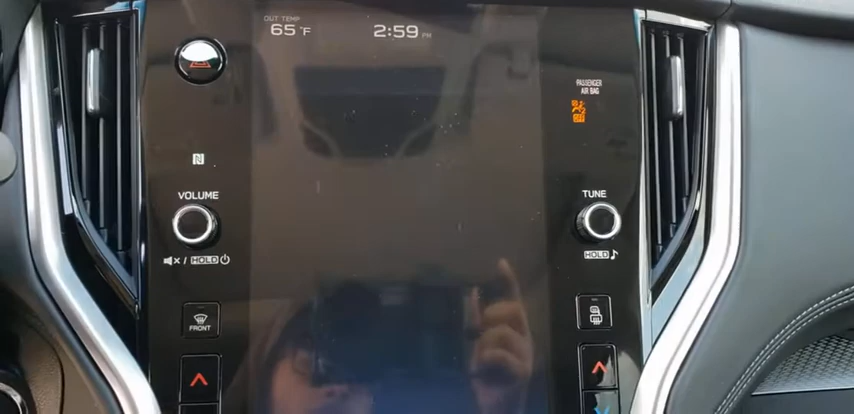 OUT TEMP
65°F
2:59 PM
PASSENGER
AIR BAG
OFF
N
VOLUME
TUNE
/ HOLD
HOLD
FRONT